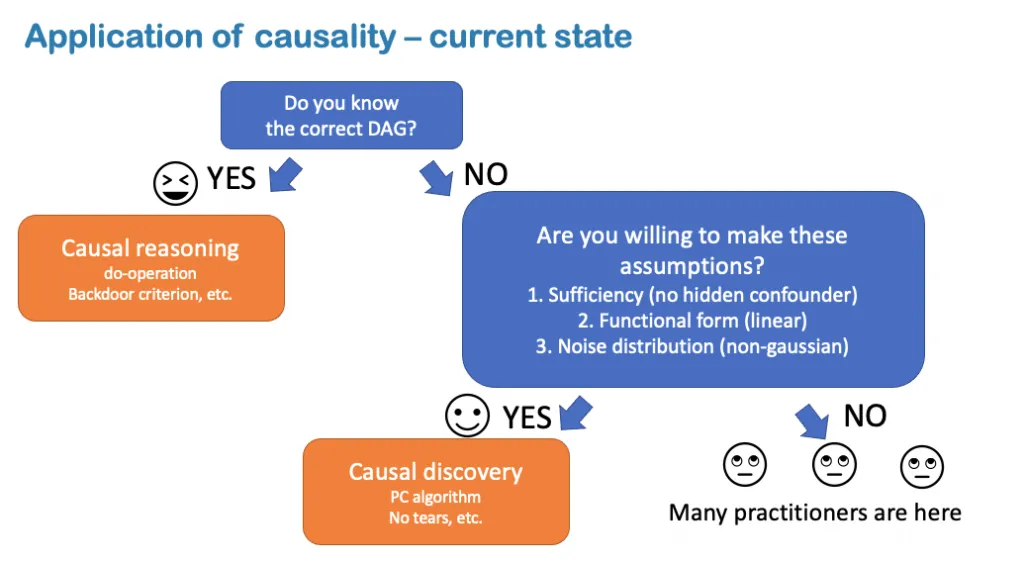 Application of causality – current state
Do you know
the correct DAG?
YES
NO
Causal reasoning
do-operation
Backdoor criterion, etc.
Are you willing to make these
assumptions?
1. Sufficiency (no hidden confounder)
2. Functional form (linear)
3. Noise distribution (non-gaussian)
YES
NO
Causal discovery
PC algorithm
No tears, etc.
Many practitioners are here